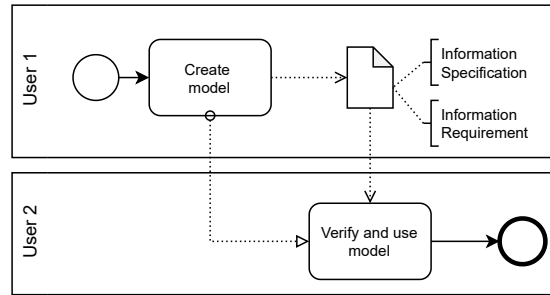 User 1
Create
model
Information
Specification
Information
Requirement
User 2
Verify and use
model